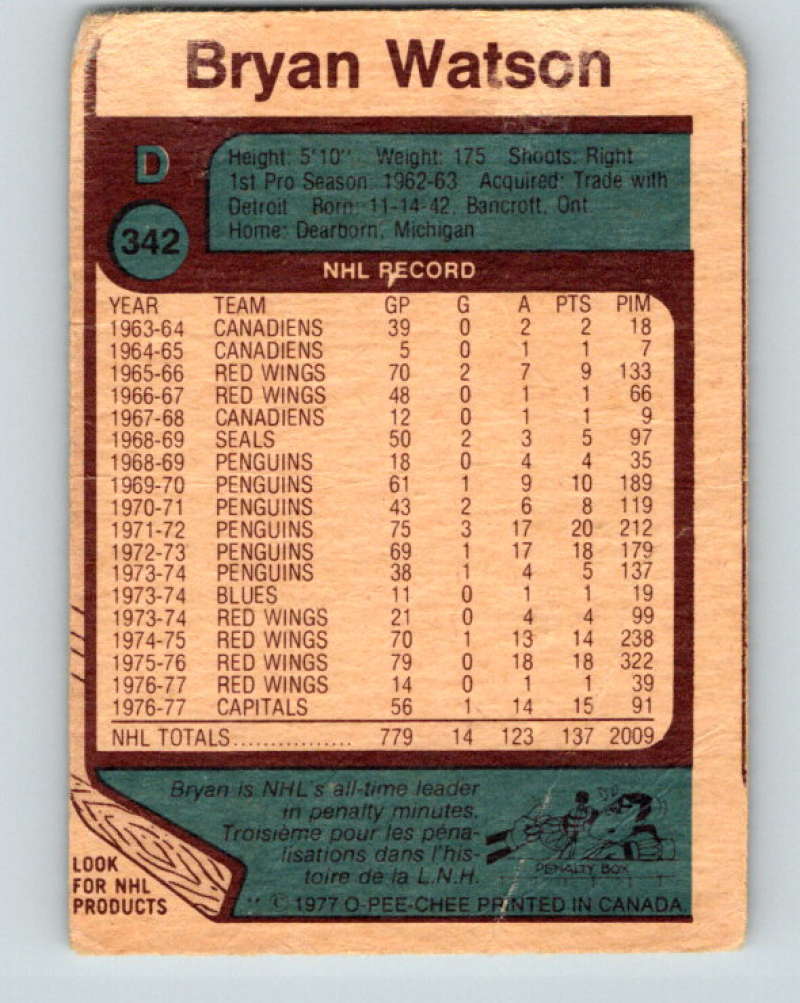 Bryan Watson
D
342
Height: 5'10" Weight: 175 Shoots: Right
1st Pro Season: 1962-63 Acquired: Trade with
Detroit Born: 11-14-42, Bancroft, Ont.
Home: Dearborn, Michigan
NHL RECORD
YEAR TEAM GP G A PTS PIM
1963-64 CANADIENS 39 0 2 2 18
1964-65 CANADIENS 5 0 1 1 7
1965-66 RED WINGS 70 2 7 9 133
1966-67 RED WINGS 48 0 1 1 66
1967-68 CANADIENS 12 0 1 1 9
1968-69 SEALS 50 2 3 5 97
1968-69 PENGUINS 18 0 4 4 35
1969-70 PENGUINS 61 1 9 10 189
1970-71 PENGUINS 43 2 6 8 119
1971-72 PENGUINS 75 3 17 20 212
1972-73 PENGUINS 69 1 17 18 179
1973-74 PENGUINS 38 1 4 5 137
1973-74 BLUES 11 0 1 1 19
1973-74 RED WINGS 21 0 4 4 99
1974-75 RED WINGS 70 1 13 14 238
1975-76 RED WINGS 79 0 18 18 322
1976-77 RED WINGS 14 0 1 1 39
1976-77 CAPITALS 56 1 14 15 91
NHL TOTALS................ 779 14 123 137 2009
Bryan is NHL's all-time leader
in penalty minutes.
Troisième pour les péna-
lisations dans l'his-
toire de la L.N.H.
PENALTY BOX
LOOK
FOR NHL
PRODUCTS
© 1977 O-PEE-CHEE PRINTED IN CANADA